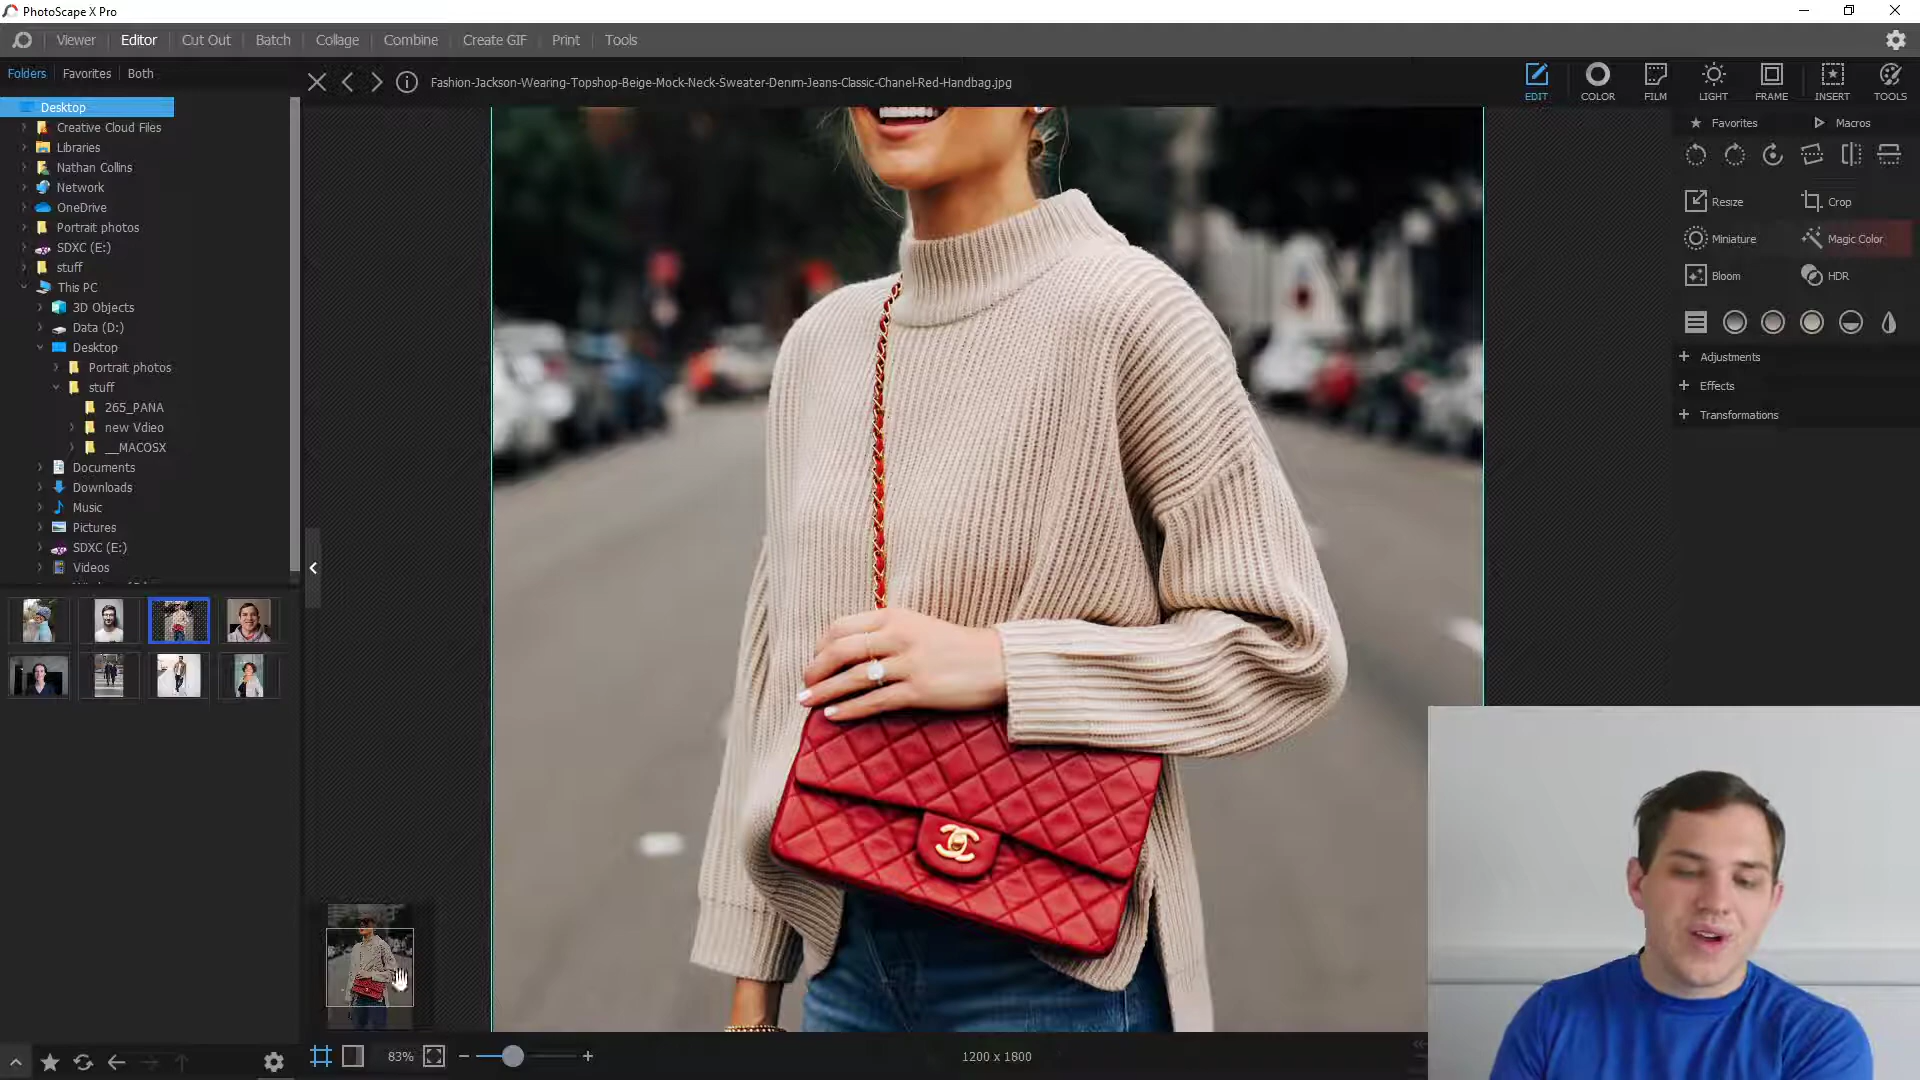 PhotoScape X Pro
Viewer Editor Cut Out Batch Collage Combine Create GIF Print Tools
Folders Favorites Both
Fashion-Jackson-Wearing-Topshop-Beige-Mock-Neck-Sweater-Denim-Jeans-Classic-Chanel-Red-Handbag.jpg
EDIT COLOR FILM LIGHT FRAME INSERT TOOLS
Favorites Macros
Resize Crop
Miniature Magic Color
Bloom HDR
Adjustments
Effects
Transformations
Desktop
Creative Cloud Files
Libraries
Nathan Collins
Network
OneDrive
Portrait photos
SDXC (E:)
stuff
This PC
3D Objects
Data (D:)
Desktop
Portrait photos
stuff
265_PANA
new Vdieo
__MACOSX
Documents
Downloads
Music
Pictures
SDXC (E:)
Videos
83%
1200 x 1800